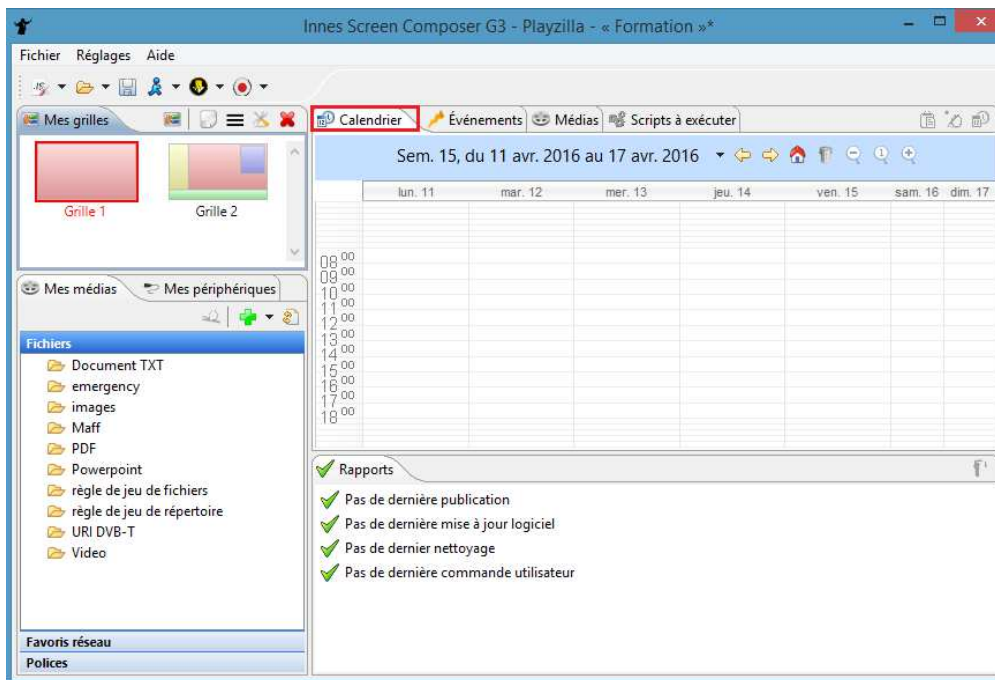 Innes Screen Composer G3 - Playzilla - « Formation »*
Fichier Réglages Aide
Mes grilles
Grille 1 Grille 2
Mes médias Mes périphériques
Fichiers
Document TXT
emergency
images
Maff
PDF
Powerpoint
règle de jeu de fichiers
règle de jeu de répertoire
URI DVB-T
Video
Favoris réseau
Polices
Calendrier Événements Médias Scripts à exécuter
Sem. 15, du 11 avr. 2016 au 17 avr. 2016
lun. 11 mar. 12 mer. 13 jeu. 14 ven. 15 sam. 16 dim. 17
08 00
09 00
10 00
11 00
12 00
13 00
14 00
15 00
16 00
17 00
18 00
Rapports
Pas de dernière publication
Pas de dernière mise à jour logiciel
Pas de dernier nettoyage
Pas de dernière commande utilisateur